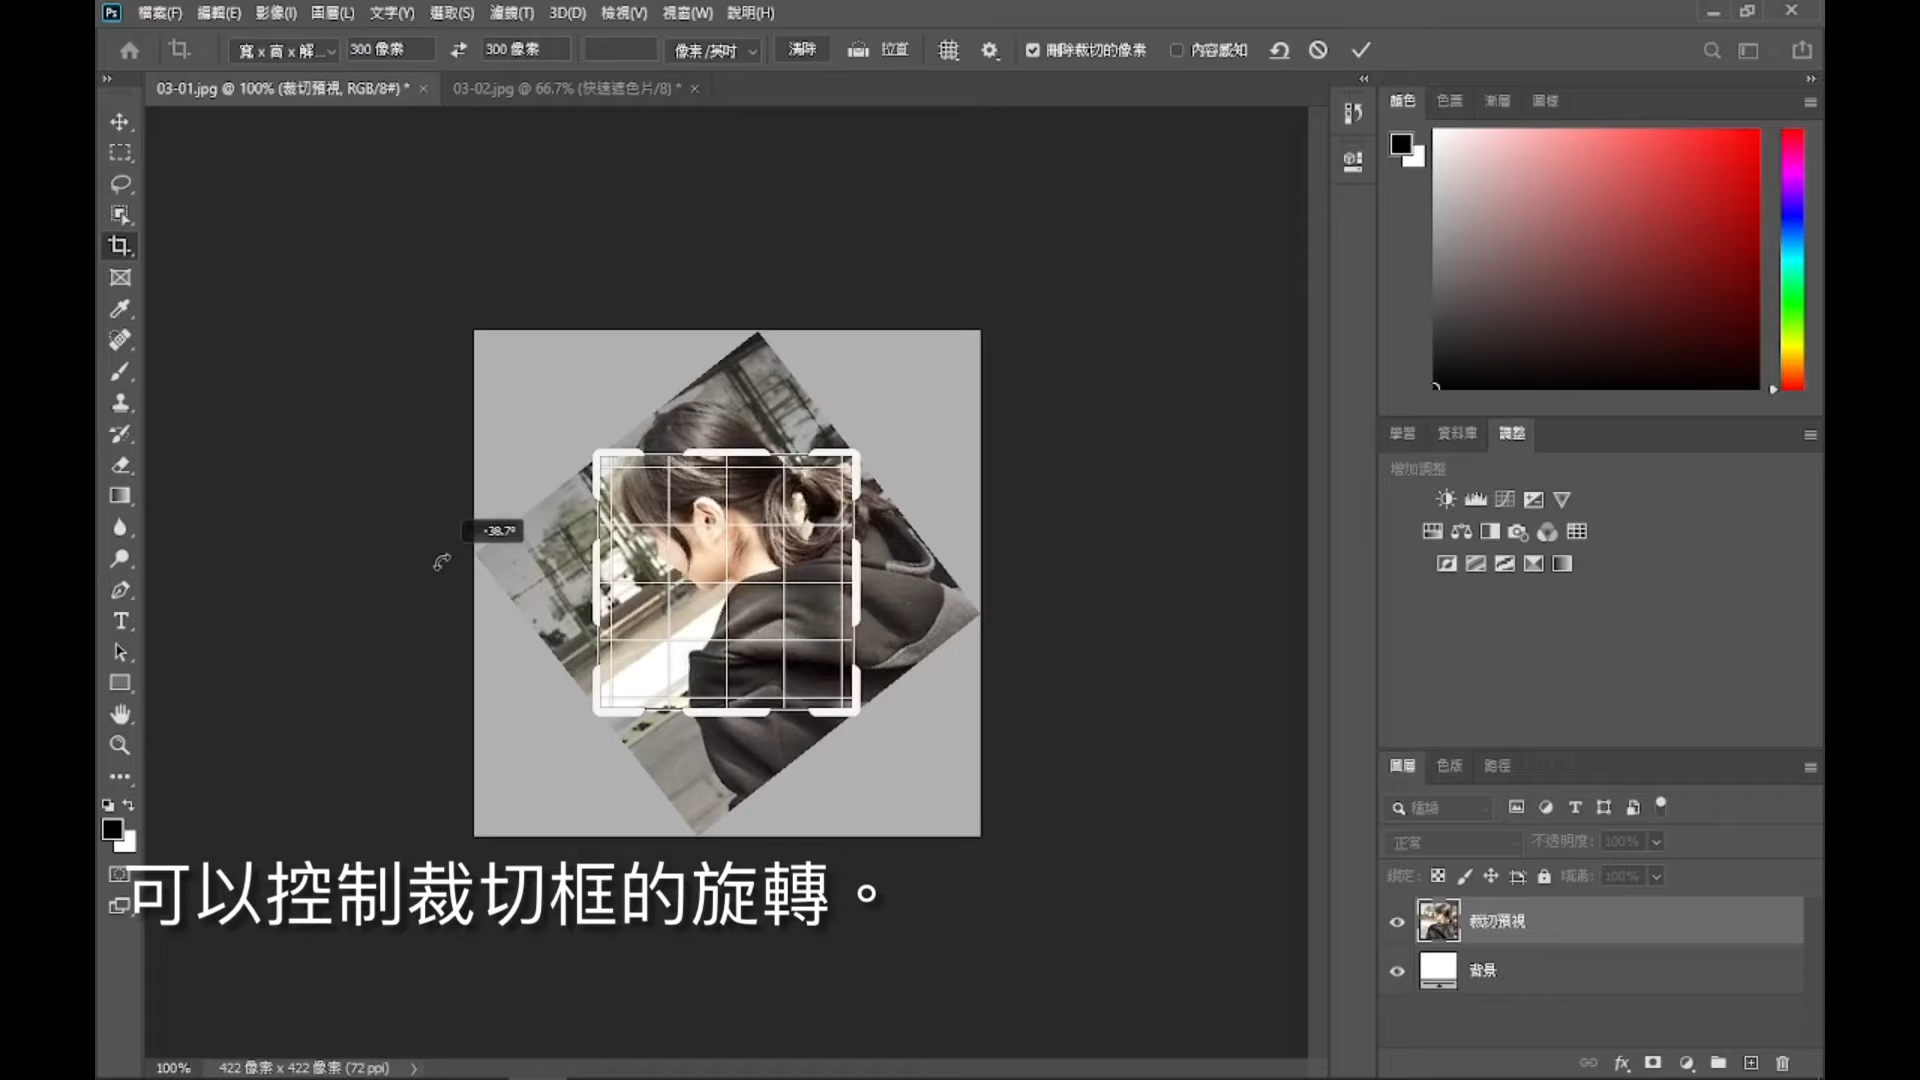 Ps 檔案(F) 編輯(E) 影像(I) 圖層(L) 文字(Y) 選取(S) 濾鏡(T) 3D(D) 檢視(V) 視窗(W) 說明(H)
寬 x 高 x 解... 300 像素 300 像素 像素/英吋 清除 拉直 刪除裁切的像素 內容感知
03-01.jpg @ 100% (裁切預視, RGB/8#) * × 03-02.jpg @ 66.7% (快速遮色片/8) * ×
顏色 色票 漸層 圖樣
學習 資料庫 調整
增加調整
圖層 色版 路徑
種類
正常 不透明度: 100%
鎖定: 填滿: 100%
裁切預視
背景
可以控制裁切框的旋轉。
100% 422 像素 x 422 像素 (72 ppi)